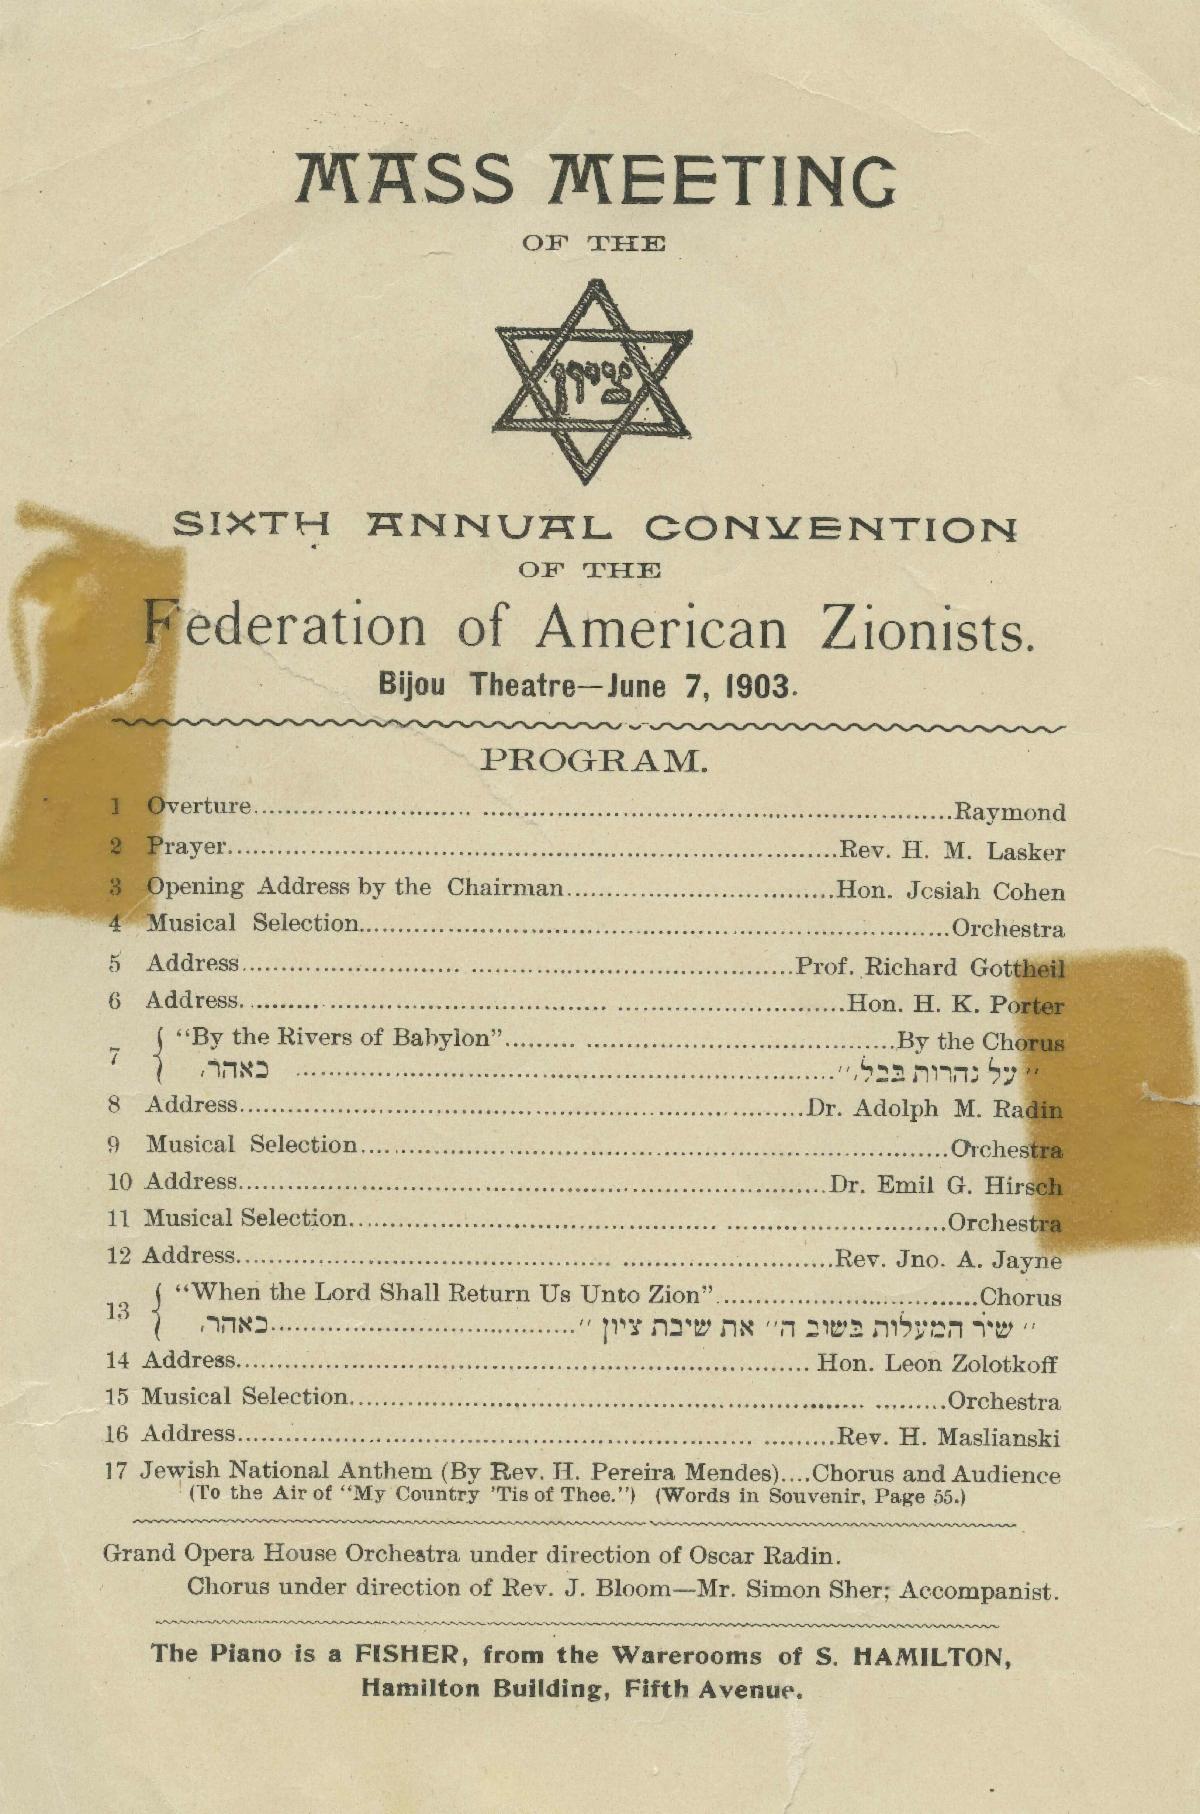 MASS MEETING
OF THE
ציון
SIXTH ANNUAL CONVENTION
OF THE
Federation of American Zionists.
Bijou Theatre—June 7, 1903.
PROGRAM.
1 Overture.......................................Raymond
2 Prayer.......................................Rev. H. M. Lasker
3 Opening Address by the Chairman.......................................Hon. Josiah Cohen
4 Musical Selection.......................................Orchestra
5 Address.......................................Prof. Richard Gottheil
6 Address.......................................Hon. H. K. Porter
7 { "By the Rivers of Babylon".......................................By the Chorus
"על נהרות בבל,".......................................כאהר.
8 Address.......................................Dr. Adolph M. Radin
9 Musical Selection.......................................Orchestra
10 Address.......................................Dr. Emil G. Hirsch
11 Musical Selection.......................................Orchestra
12 Address.......................................Rev. Jno. A. Jayne
13 { "When the Lord Shall Return Us Unto Zion".......................................Chorus
" שיר המעלות בשוב ה" את שיבת ציון ".......................................כאהר.
14 Address.......................................Hon. Leon Zolotkoff
15 Musical Selection.......................................Orchestra
16 Address.......................................Rev. H. Maslianski
17 Jewish National Anthem (By Rev. H. Pereira Mendes)....Chorus and Audience
(To the Air of "My Country 'Tis of Thee.") (Words in Souvenir, Page 55.)
Grand Opera House Orchestra under direction of Oscar Radin.
Chorus under direction of Rev. J. Bloom—Mr. Simon Sher; Accompanist.
The Piano is a FISHER, from the Warerooms of S. HAMILTON,
Hamilton Building, Fifth Avenue.